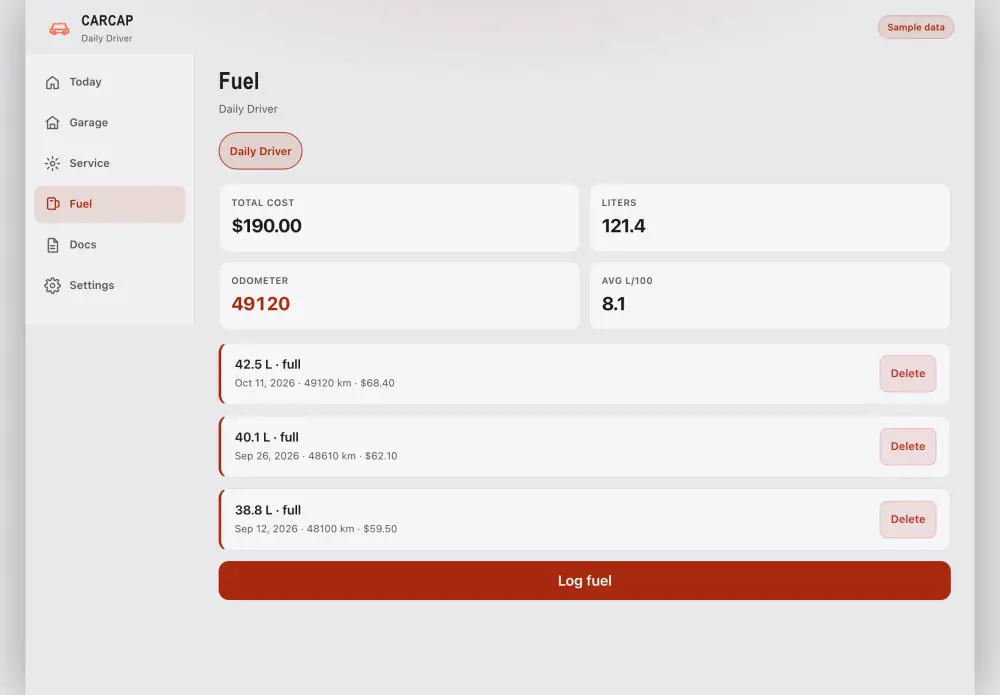 CARCAP
Daily Driver
Sample data
Today
Garage
Service
Fuel
Docs
Settings
Fuel
Daily Driver
Daily Driver
TOTAL COST
$190.00
LITERS
121.4
ODOMETER
49120
AVG L/100
8.1
42.5 L · full
Oct 11, 2026 · 49120 km · $68.40
Delete
40.1 L · full
Sep 26, 2026 · 48610 km · $62.10
Delete
38.8 L · full
Sep 12, 2026 · 48100 km · $59.50
Delete
Log fuel